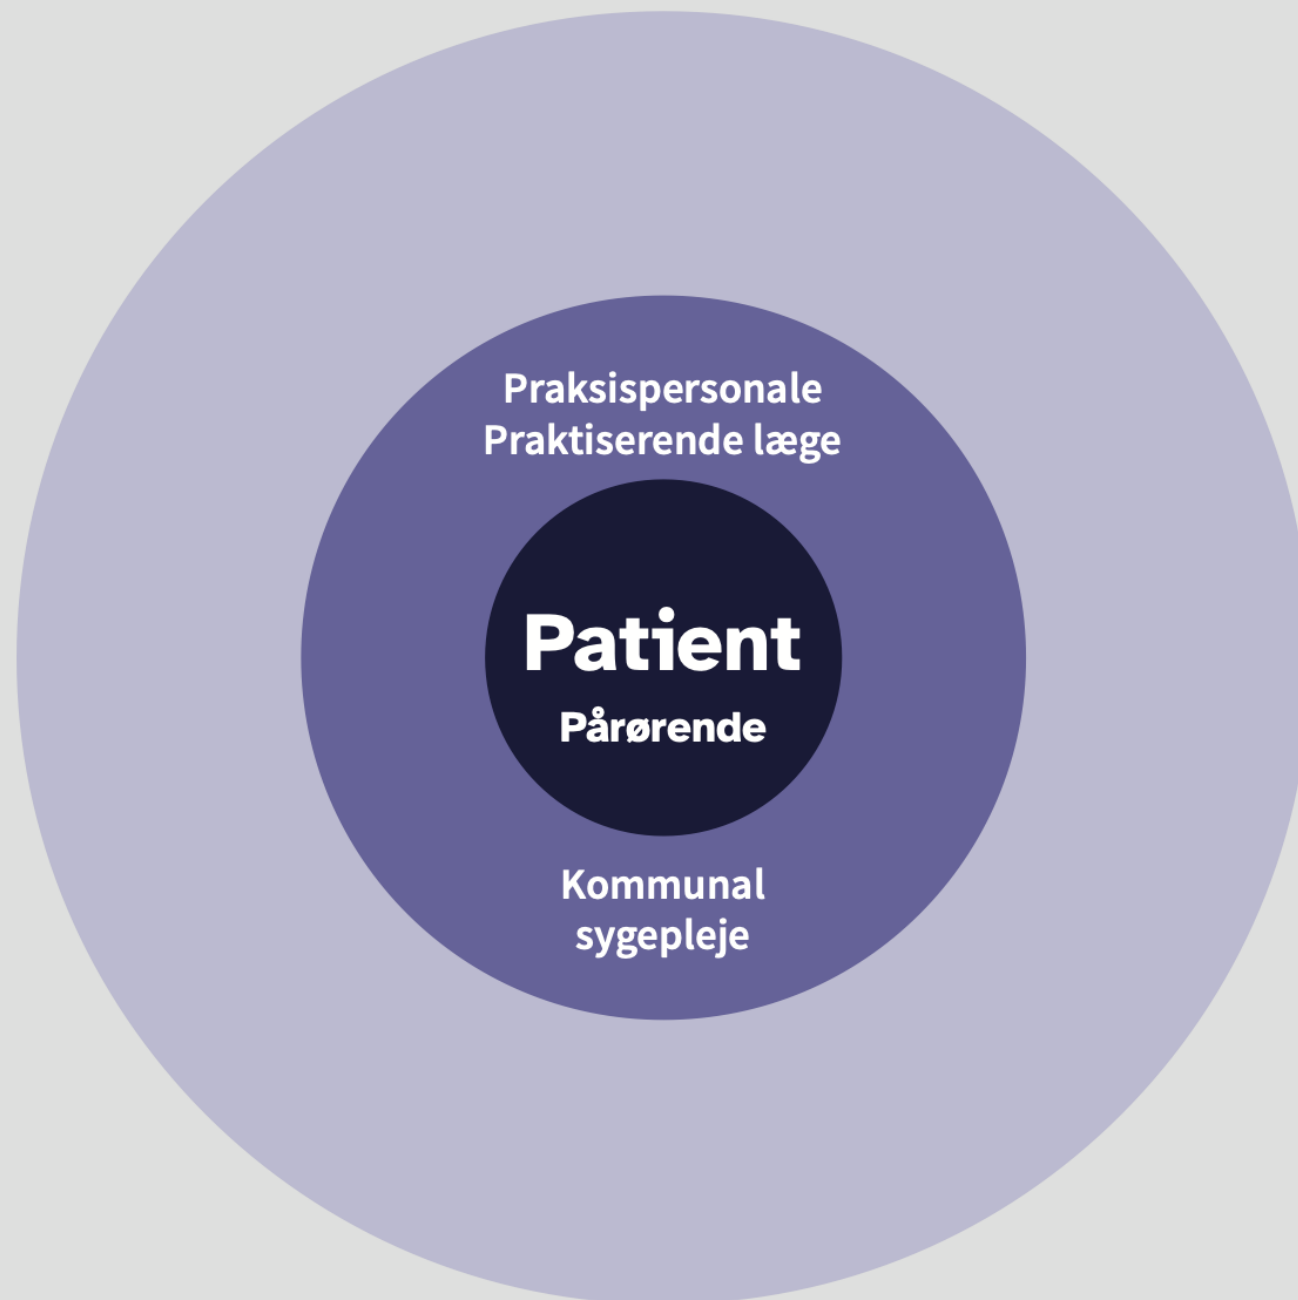 Praksispersonale
Praktiserende læge
Patient
Pårørende
Kommunal
sygepleje